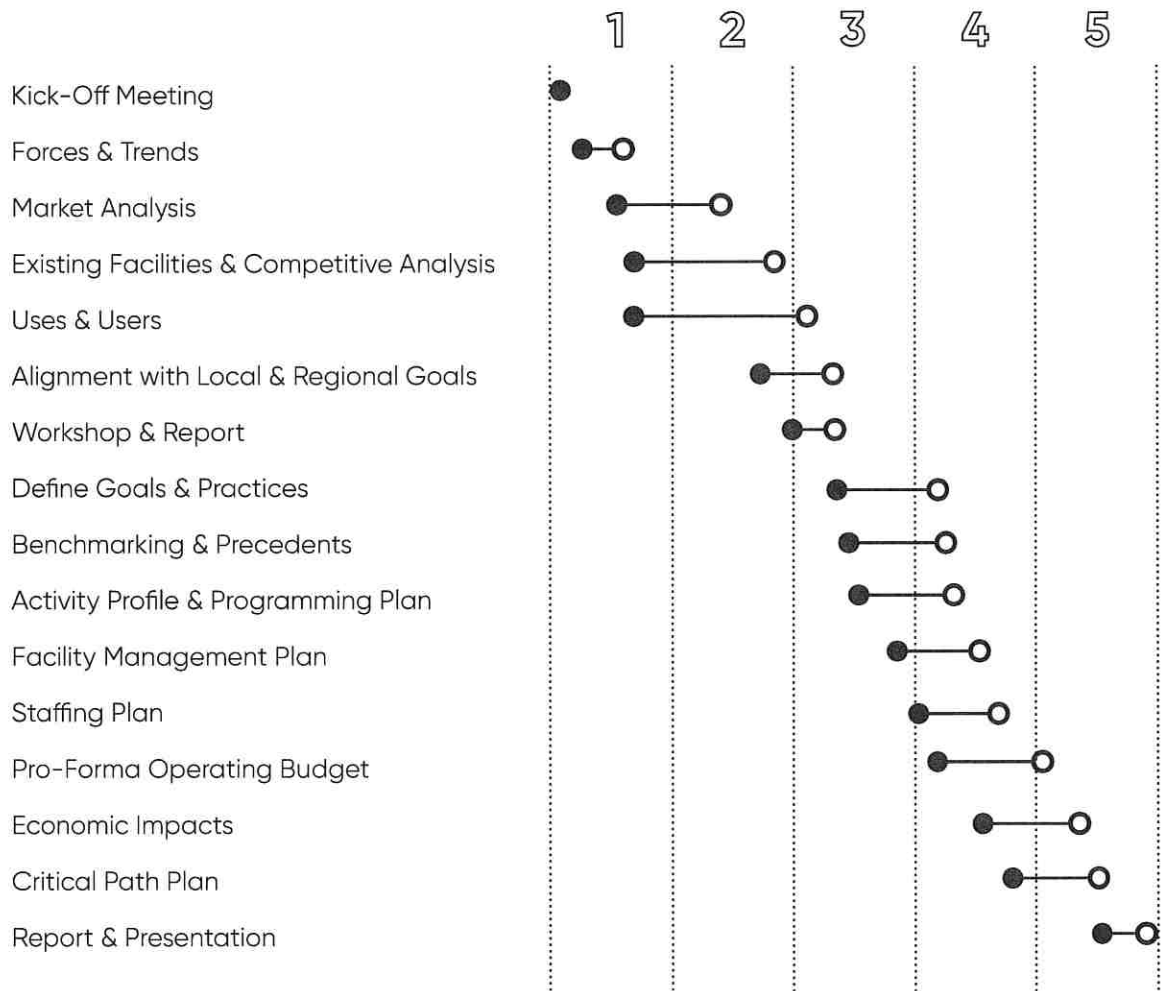 1 2 3 4 5
Kick-Off Meeting
Forces & Trends
Market Analysis
Existing Facilities & Competitive Analysis
Uses & Users
Alignment with Local & Regional Goals
Workshop & Report
Define Goals & Practices
Benchmarking & Precedents
Activity Profile & Programming Plan
Facility Management Plan
Staffing Plan
Pro-Forma Operating Budget
Economic Impacts
Critical Path Plan
Report & Presentation